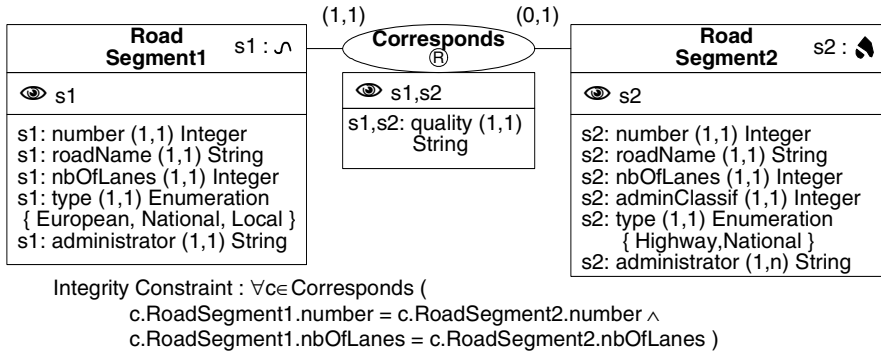 (1,1)
(0,1)
Road
Segment1
s1 :
Corresponds
R
Road
Segment2
s2 :
s1
s1: number (1,1) Integer
s1: roadName (1,1) String
s1: nbOfLanes (1,1) Integer
s1: type (1,1) Enumeration
{ European, National, Local }
s1: administrator (1,1) String
s1,s2
s1,s2: quality (1,1)
String
s2
s2: number (1,1) Integer
s2: roadName (1,1) String
s2: nbOfLanes (1,1) Integer
s2: adminClassif (1,1) Integer
s2: type (1,1) Enumeration
{ Highway,National }
s2: administrator (1,n) String
Integrity Constraint : ∀c∈Corresponds (
c.RoadSegment1.number = c.RoadSegment2.number ∧
c.RoadSegment1.nbOfLanes = c.RoadSegment2.nbOfLanes )